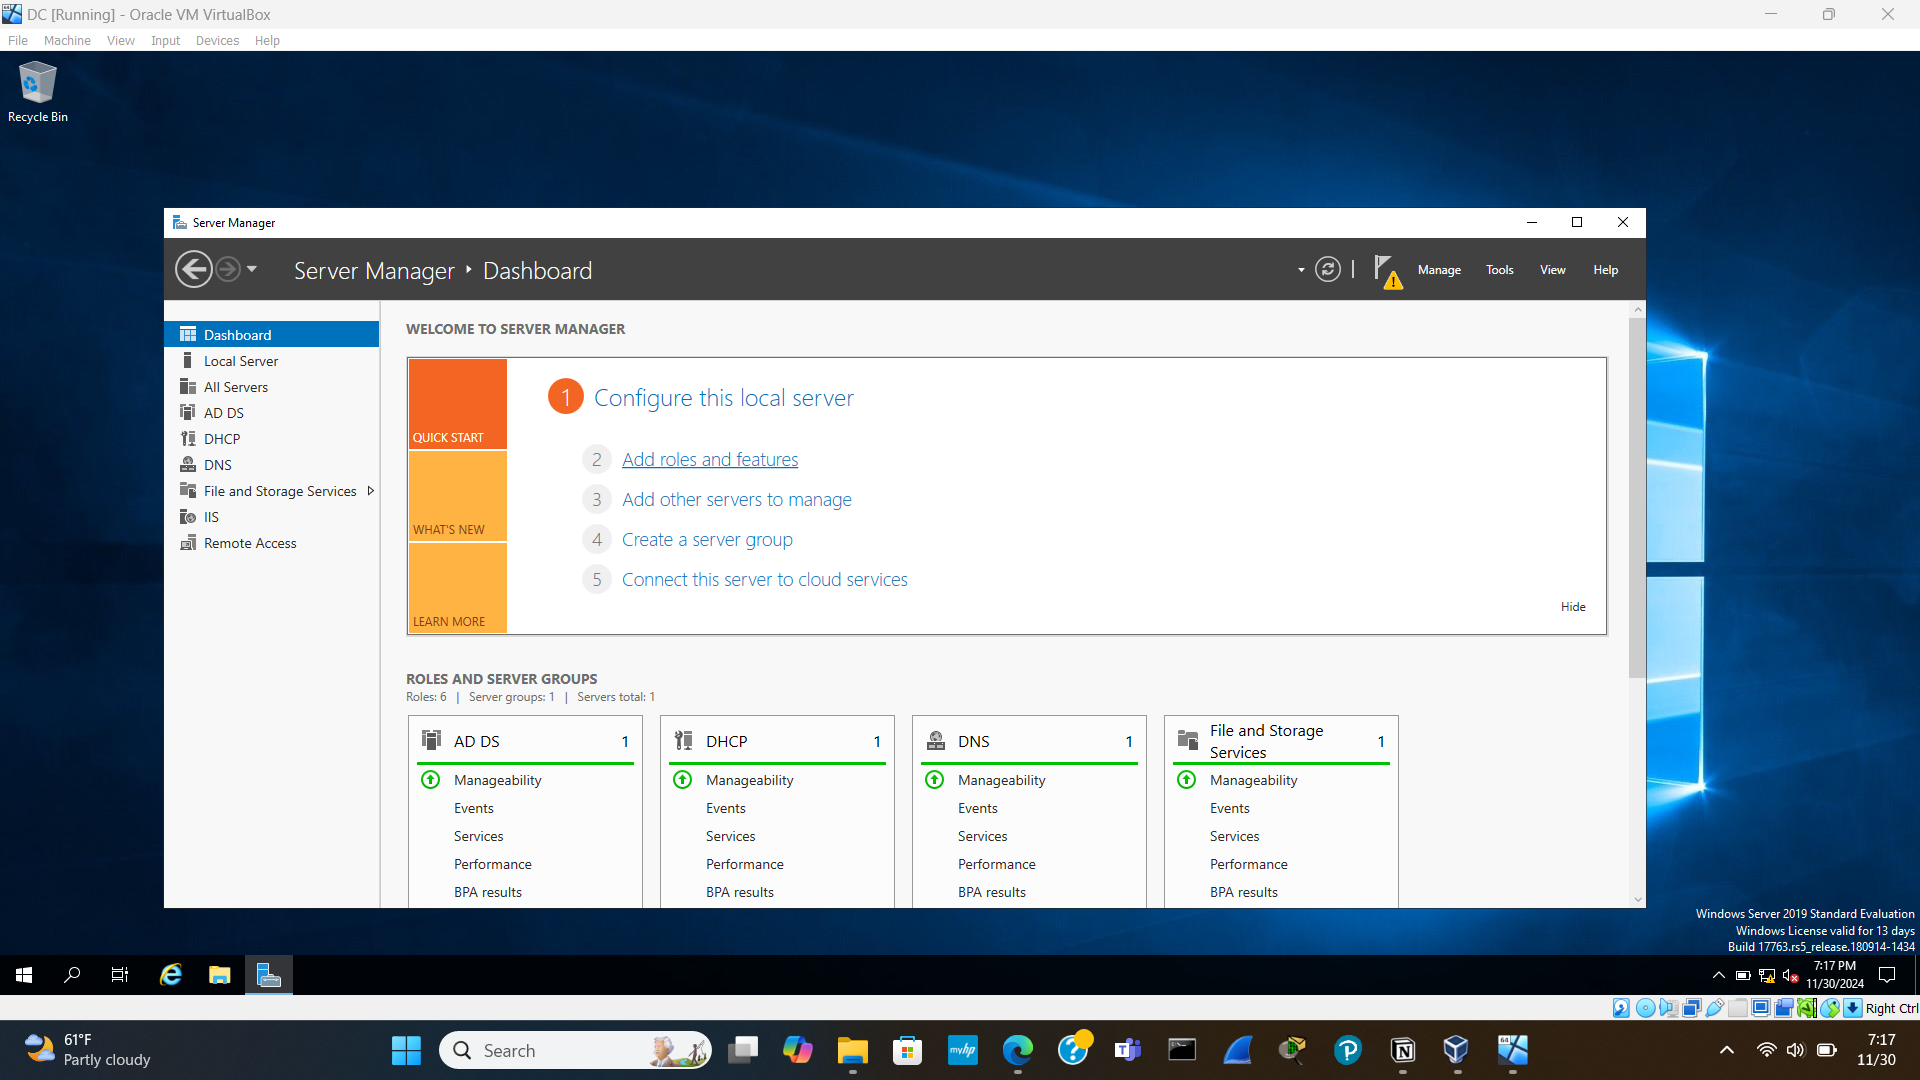 DC [Running] - Oracle VM VirtualBox
File Machine View Input Devices Help
Recycle Bin
Server Manager
Server Manager Dashboard
Manage Tools View Help
Dashboard
Local Server
All Servers
AD DS
DHCP
DNS
File and Storage Services
IIS
Remote Access
WELCOME TO SERVER MANAGER
QUICK START
WHAT'S NEW
LEARN MORE
1 Configure this local server
2 Add roles and features
3 Add other servers to manage
4 Create a server group
5 Connect this server to cloud services
Hide
ROLES AND SERVER GROUPS
Roles: 6 | Server groups: 1 | Servers total: 1
AD DS 1
Manageability
Events
Services
Performance
BPA results
DHCP 1
Manageability
Events
Services
Performance
BPA results
DNS 1
Manageability
Events
Services
Performance
BPA results
File and Storage
Services 1
Manageability
Events
Services
Performance
BPA results
Windows Server 2019 Standard Evaluation
Windows License valid for 13 days
Build 17763.rs5_release.180914-1434
7:17 PM
11/30/2024
Right Ctrl
61°F
Partly cloudy
Search
myhp
64
7:17
11/30